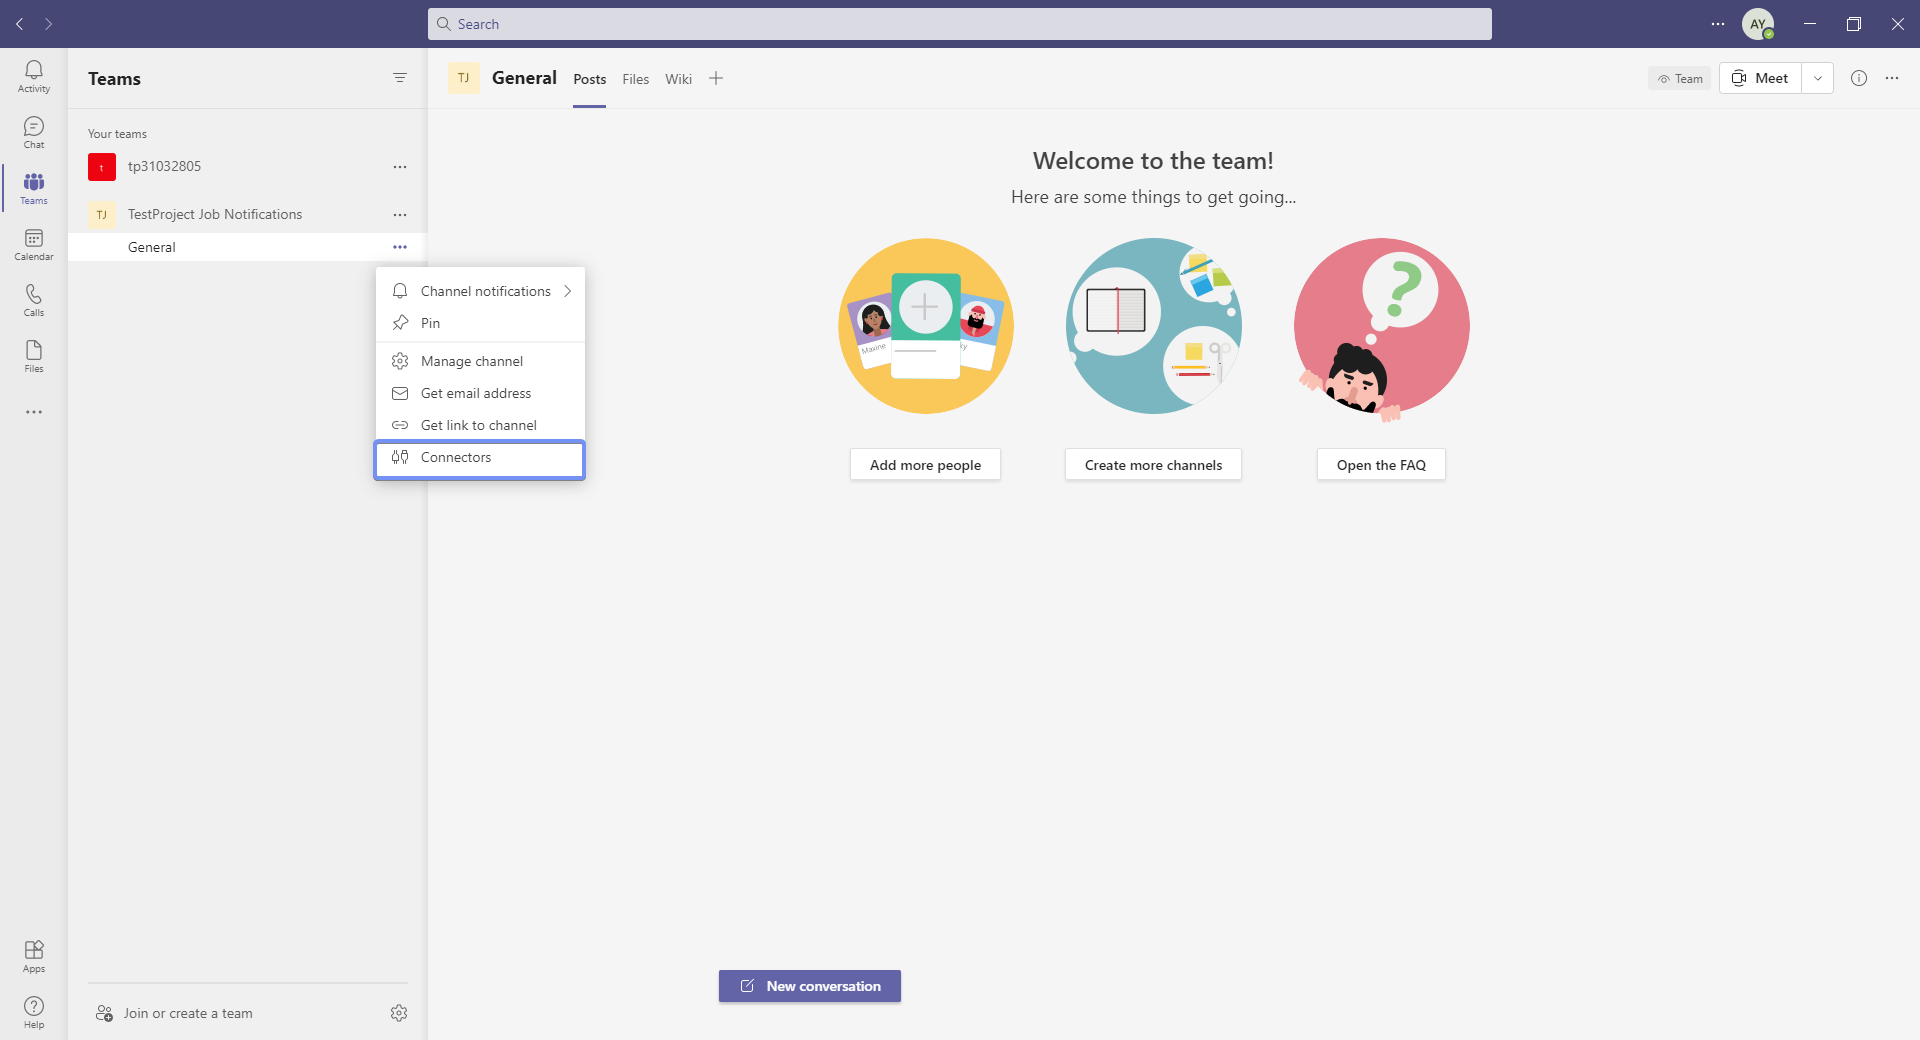 Search
AY
Activity
Chat
Teams
Calendar
Calls
Files
Apps
Help
Teams
Your teams
t
tp31032805
TJ
TestProject Job Notifications
General
Channel notifications
Pin
Manage channel
Get email address
Get link to channel
Connectors
Join or create a team
TJ
General
Posts
Files
Wiki
Team
Meet
Welcome to the team!
Here are some things to get going...
Maxine
ky
?
Add more people
Create more channels
Open the FAQ
New conversation